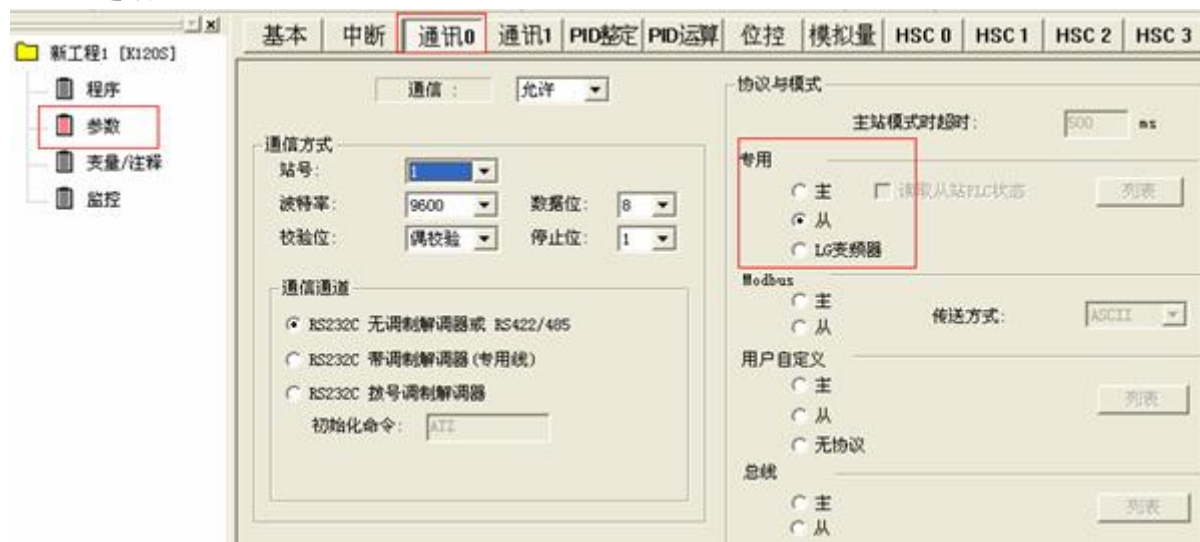 基本 中断 通讯0 通讯1 PID整定 PID运算 位控 模拟量 HSC 0 HSC 1 HSC 2 HSC 3
新工程1 [K120S]
程序
参数
变量/注释
监控
通信 : 允许
通信方式
站号: 1
波特率: 9600 数据位: 8
校验位: 偶校验 停止位: 1
通信通道
RS232C 无调制解调器或 RS422/485
RS232C 带调制解调器(专用线)
RS232C 拨号调制解调器
初始化命令: ATZ
协议与模式
主站模式时超时: 500 ms
专用
主 读取从站PLC状态 列表
从
LG变频器
Modbus
主
从
传送方式: ASCII
用户自定义
主
从
无协议
列表
总线
主
从
列表